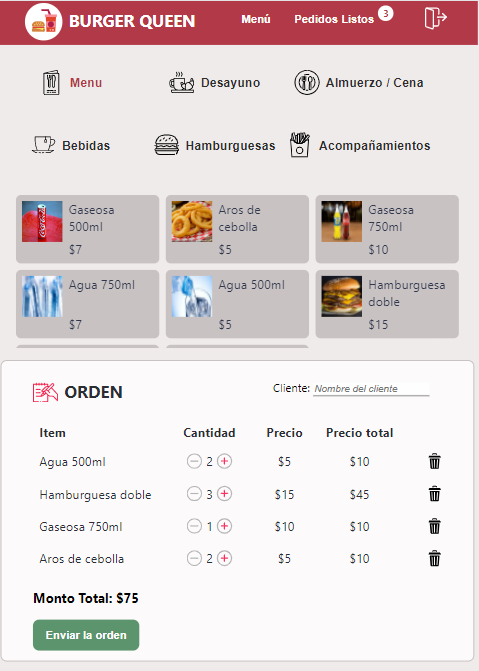 BURGER QUEEN
Menú
Pedidos Listos
3
Menu
Desayuno
Almuerzo / Cena
Bebidas
Hamburguesas
Acompañamientos
Gaseosa
500ml
$7
Aros de
cebolla
$5
Gaseosa
750ml
$10
Agua 750ml
$7
Agua 500ml
$5
Hamburguesa
doble
$15
ORDEN
Cliente: Nombre del cliente
Item Cantidad Precio Precio total
Agua 500ml 2 $5 $10
Hamburguesa doble 3 $15 $45
Gaseosa 750ml 1 $10 $10
Aros de cebolla 2 $5 $10
Monto Total: $75
Enviar la orden